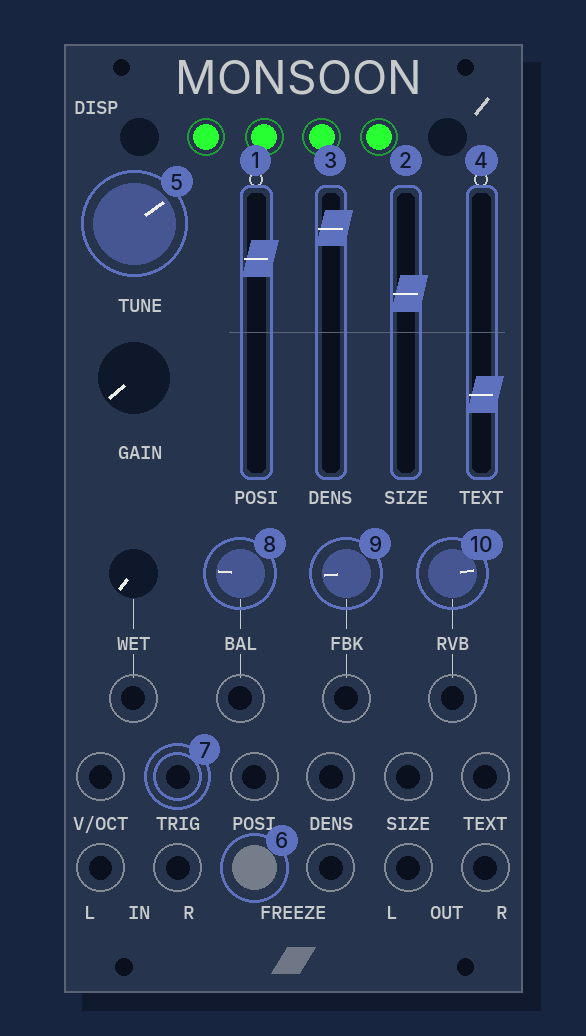 MONSOON
DISP
1 3 2 4
5
TUNE
GAIN
POSI DENS SIZE TEXT
8 9 10
WET BAL FBK RVB
7
V/OCT TRIG POSI DENS SIZE TEXT
6
L IN R FREEZE L OUT R